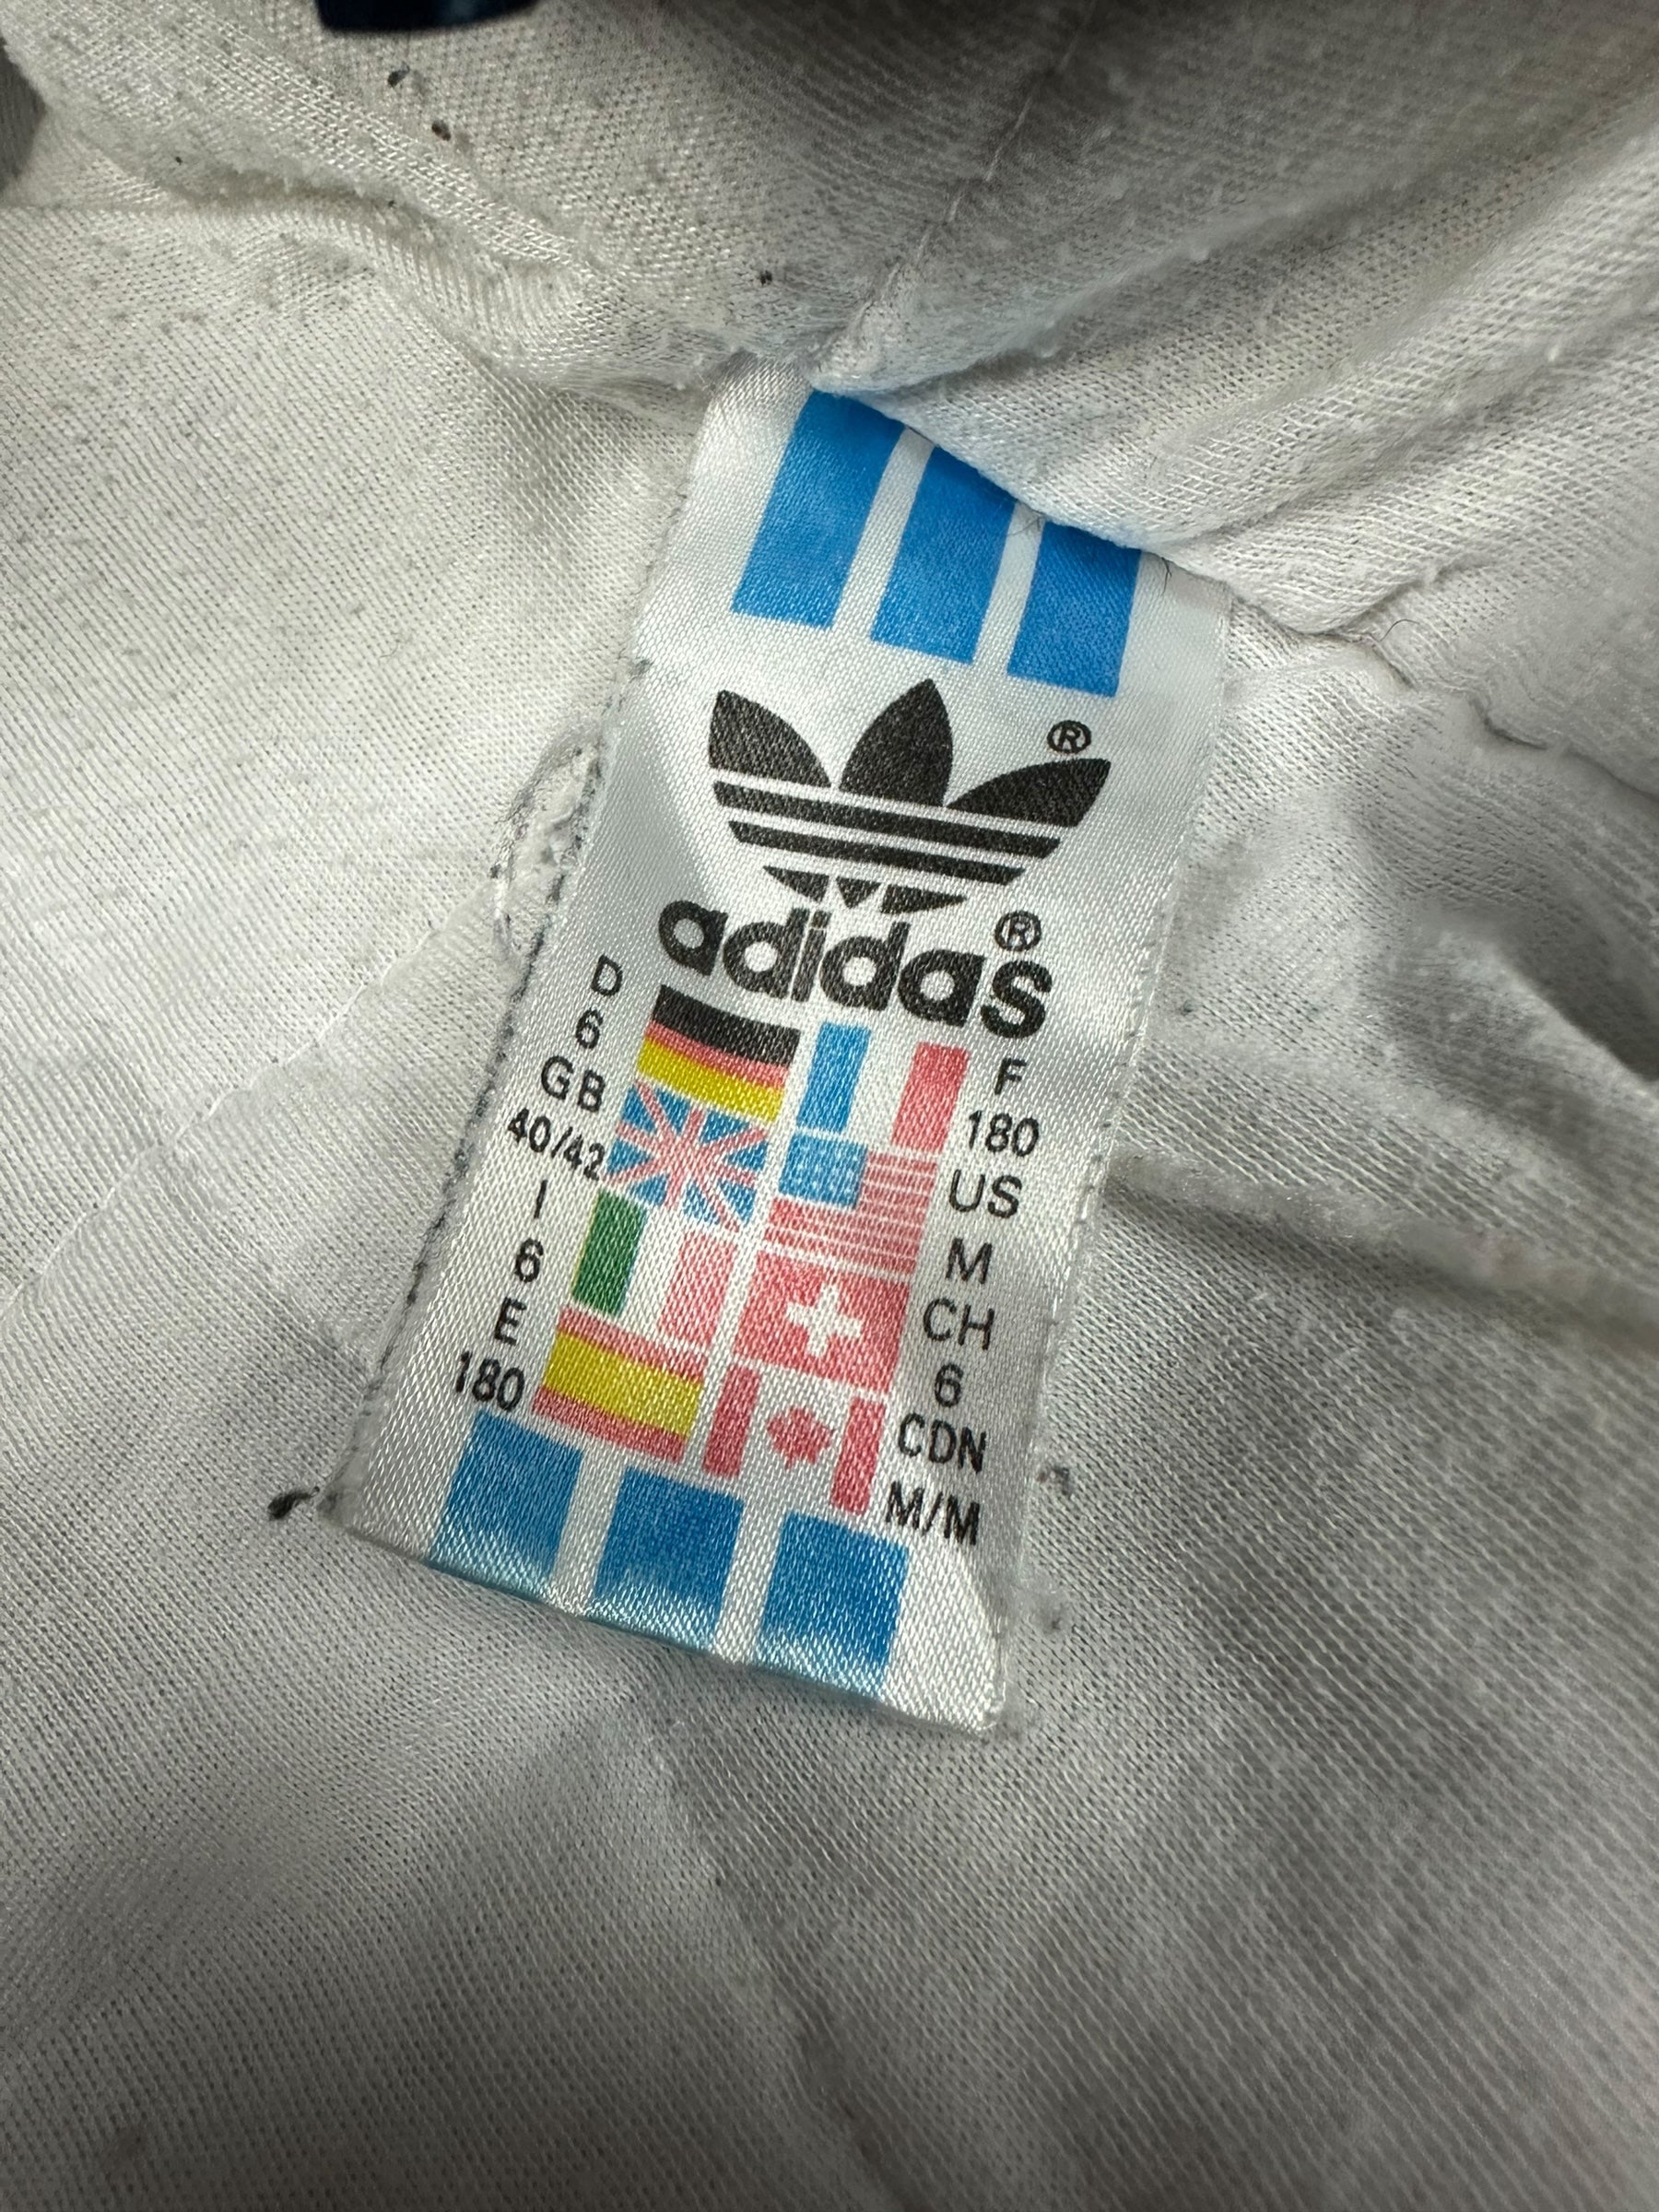 ®
adidas®
D
6
GB
40/42
I
6
E
180
F
180
US
M
CH
6
CDN
M/M